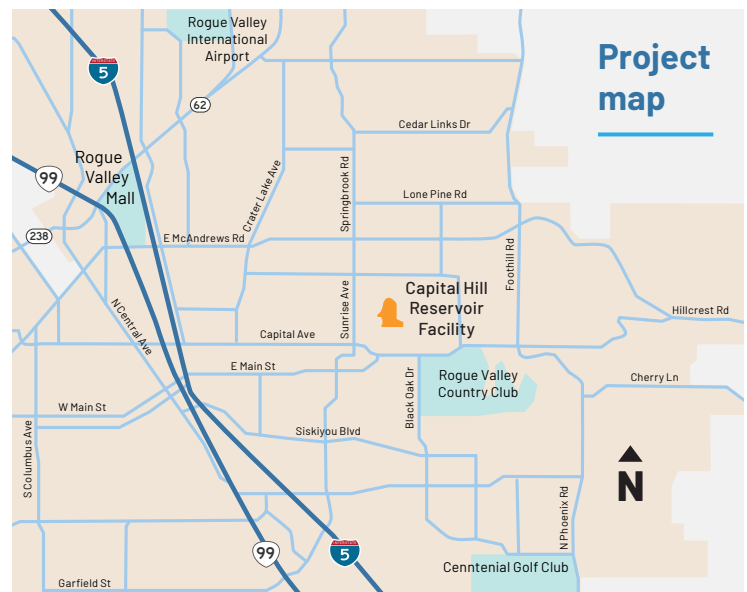 Rogue Valley
International
Airport
Project
map
INTERSTATE
5
62
Cedar Links Dr
Rogue
Valley
Mall
99
Crater Lake Ave
Springbrook Rd
Lone Pine Rd
238
E McAndrews Rd
Foothill Rd
Capital Hill
Reservoir
Facility
Sunrise Ave
N Central Ave
Hillcrest Rd
Capital Ave
E Main St
Rogue Valley
Country Club
Cherry Ln
Black Oak Dr
W Main St
Siskiyou Blvd
S Columbus Ave
N
N Phoenix Rd
99
INTERSTATE
5
Cenntenial Golf Club
Garfield St